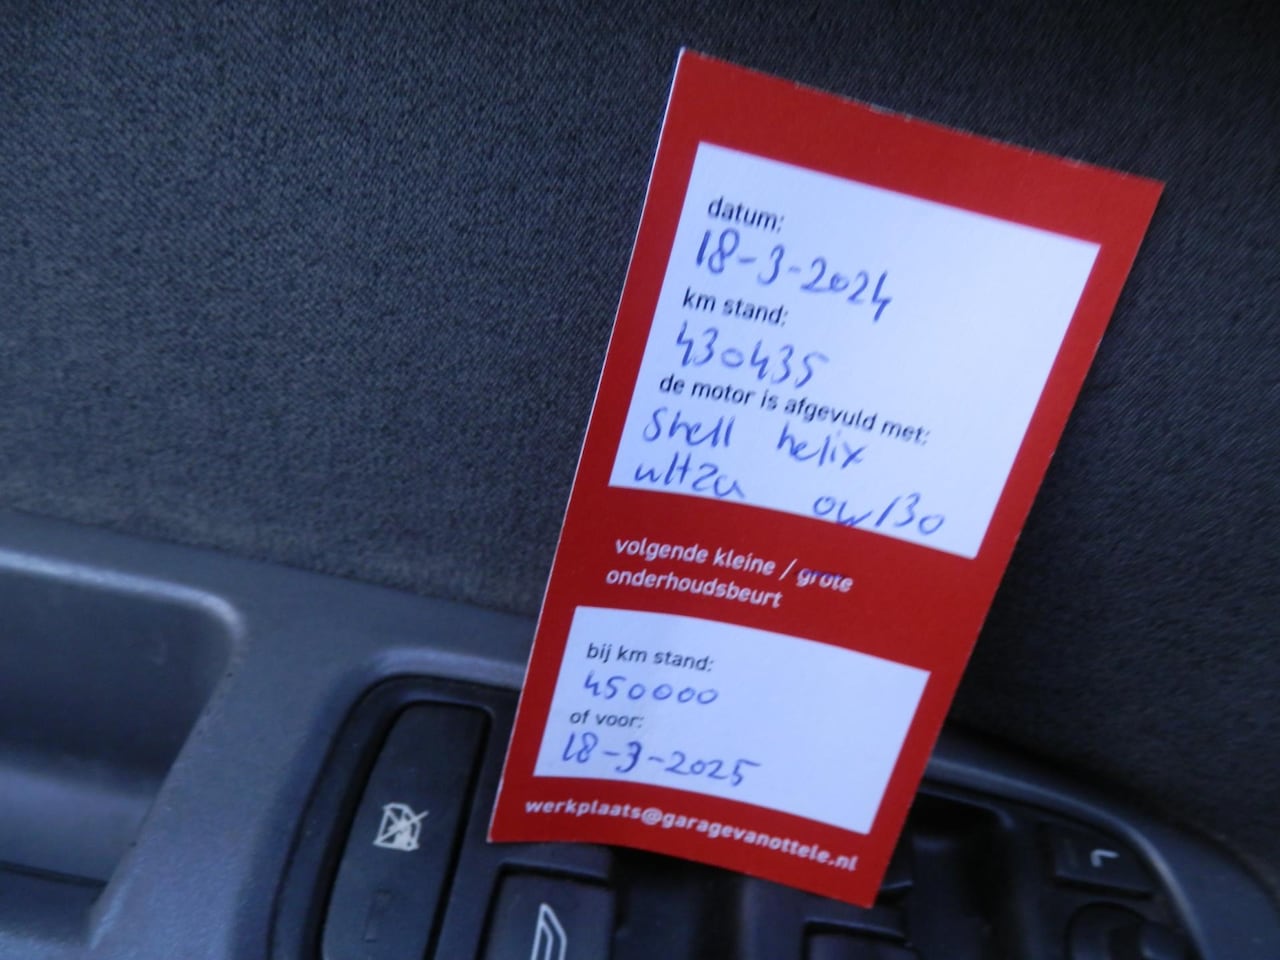 datum:
18-3-2024
km stand:
430435
de motor is afgevuld met:
Shell helix
ultra 0w/30
volgende kleine / grote
onderhoudsbeurt
bij km stand:
450000
of voor:
18-3-2025
werkplaats@garagevanottele.nl